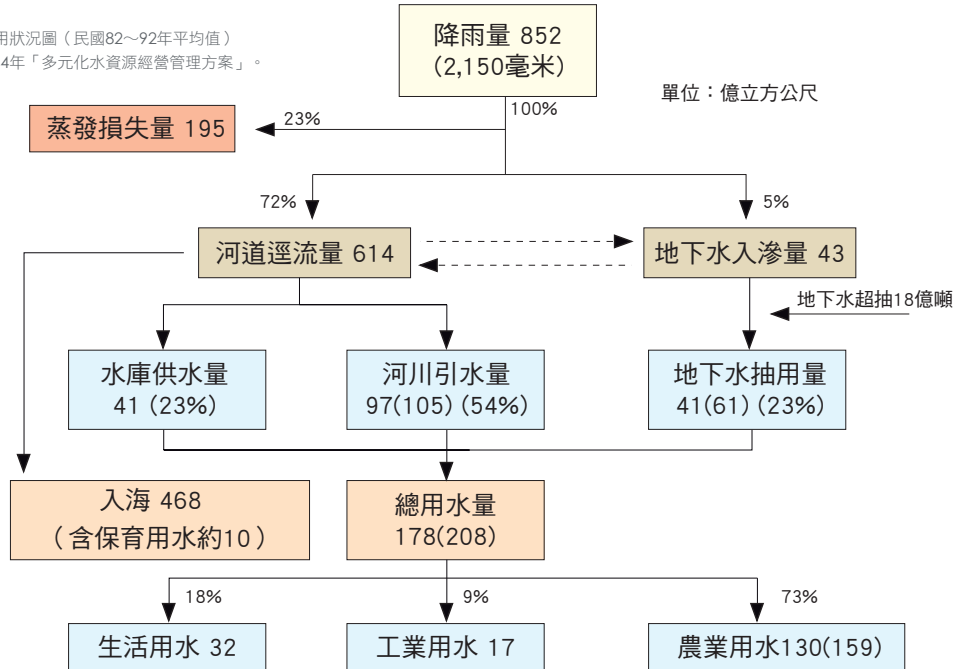 用狀況圖（民國82～92年平均值）
4年「多元化水資源經營管理方案」。
降雨量 852
(2,150毫米)
單位：億立方公尺
100%
23%
蒸發損失量 195
72%
5%
河道逕流量 614
地下水入滲量 43
地下水超抽18億噸
水庫供水量
41 (23%)
河川引水量
97(105) (54%)
地下水抽用量
41(61) (23%)
入海 468
（含保育用水約10）
總用水量
178(208)
18%
9%
73%
生活用水 32
工業用水 17
農業用水130(159)